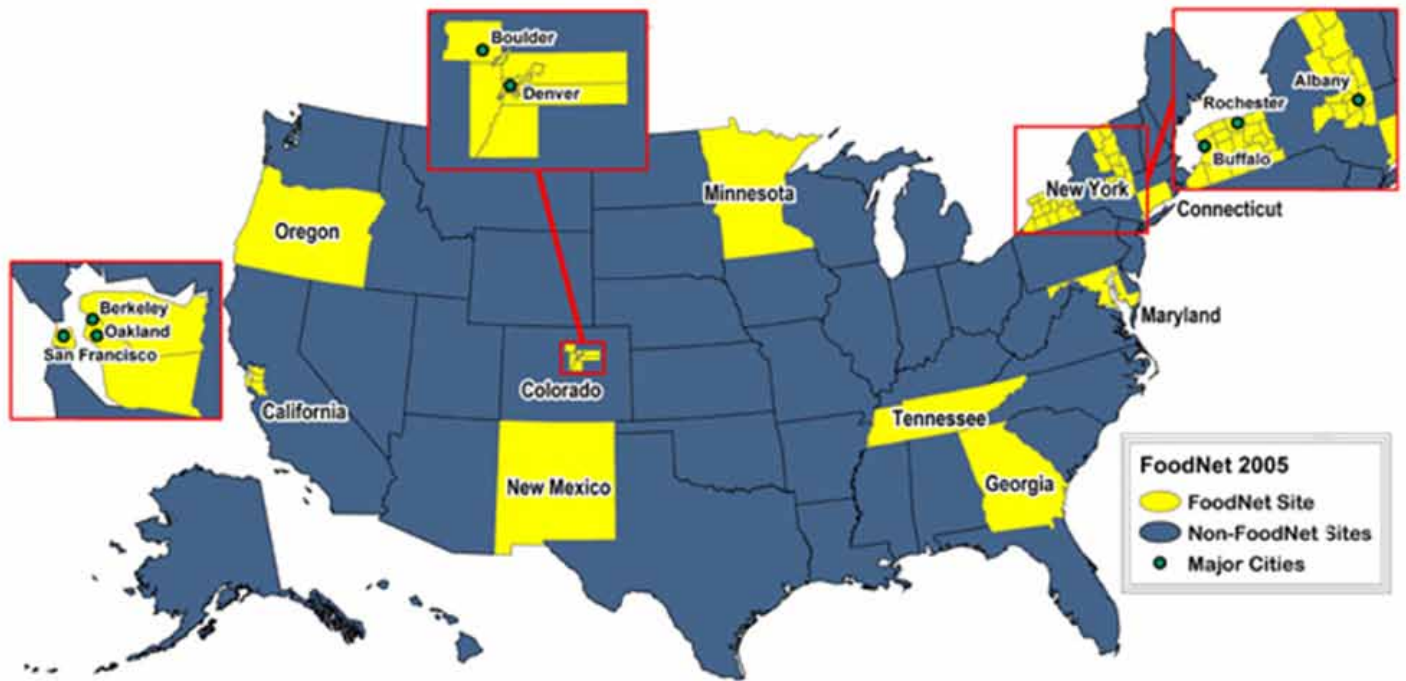 Boulder
Denver
Albany
Rochester
Buffalo
Minnesota
New York
Connecticut
Oregon
Berkeley
Oakland
San Francisco
Maryland
Colorado
California
Tennessee
New Mexico
Georgia
FoodNet 2005
FoodNet Site
Non-FoodNet Sites
Major Cities